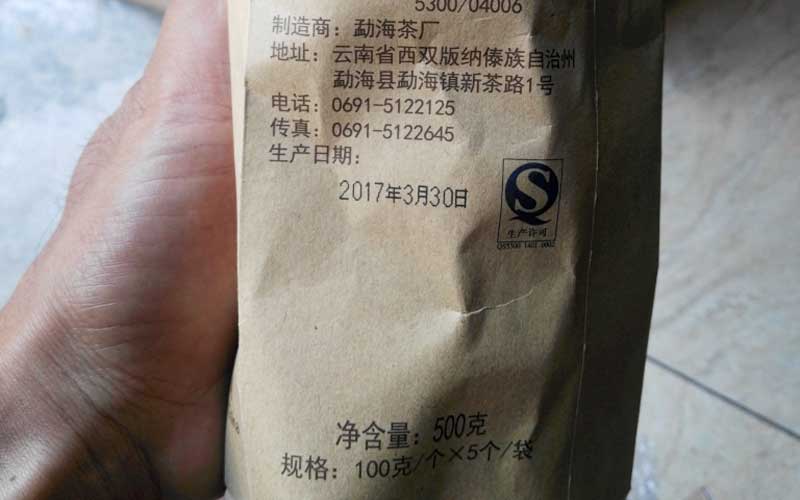 5300/04006
制造商：勐海茶厂
地址：云南省西双版纳傣族自治州
勐海县勐海镇新茶路1号
电话：0691-5122125
传真：0691-5122645
生产日期：
2017年3月30日
生产许可
QS5300 1401 0002
净含量：500克
规格：100克/个×5个/袋